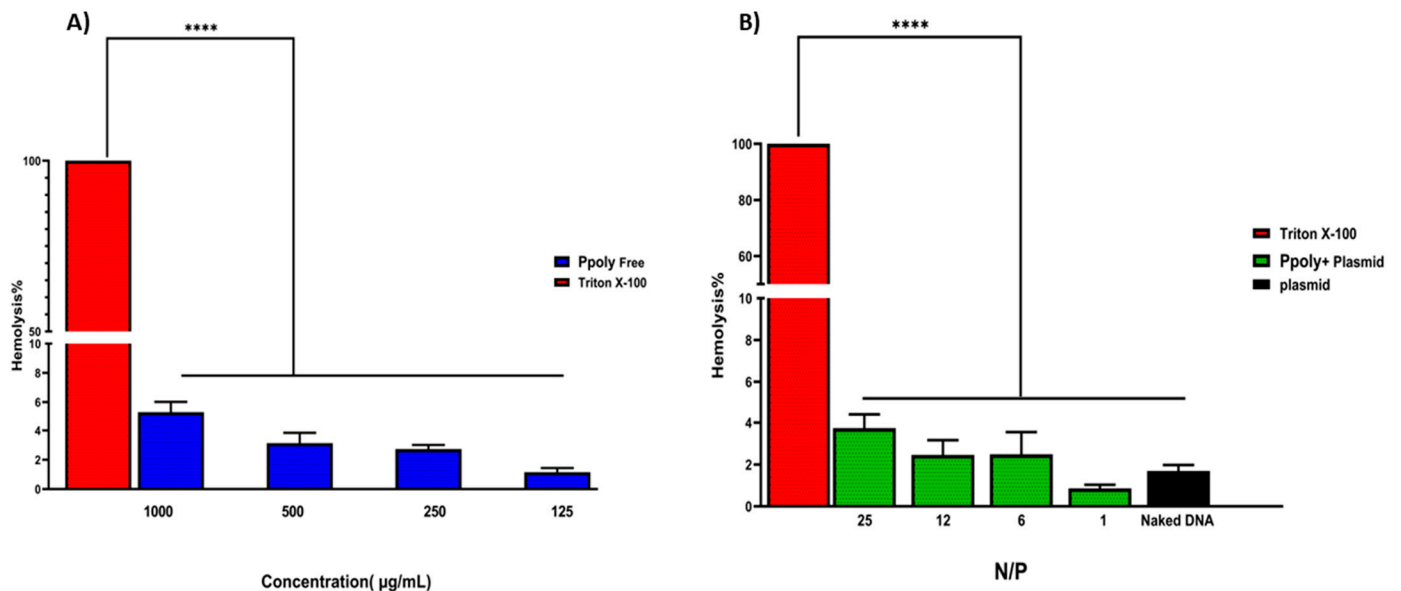 A)
****
Hemolysis%
100
50
10
8
6
4
2
0
1000 500 250 125
Concentration( µg/mL)
Ppoly Free
Triton X-100
B)
****
Hemolysis%
100
80
60
10
8
6
4
2
0
25 12 6 1 Naked DNA
N/P
Triton X-100
Ppoly+ Plasmid
plasmid